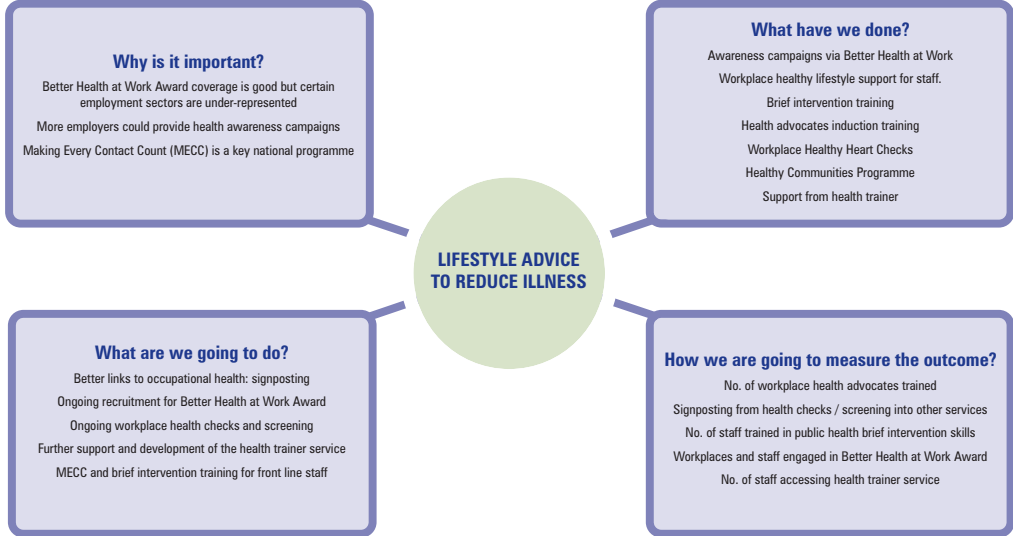 Why is it important?
Better Health at Work Award coverage is good but certain
employment sectors are under-represented
More employers could provide health awareness campaigns
Making Every Contact Count (MECC) is a key national programme
What have we done?
Awareness campaigns via Better Health at Work
Workplace healthy lifestyle support for staff.
Brief intervention training
Health advocates induction training
Workplace Healthy Heart Checks
Healthy Communities Programme
Support from health trainer
LIFESTYLE ADVICE
TO REDUCE ILLNESS
What are we going to do?
Better links to occupational health: signposting
Ongoing recruitment for Better Health at Work Award
Ongoing workplace health checks and screening
Further support and development of the health trainer service
MECC and brief intervention training for front line staff
How we are going to measure the outcome?
No. of workplace health advocates trained
Signposting from health checks / screening into other services
No. of staff trained in public health brief intervention skills
Workplaces and staff engaged in Better Health at Work Award
No. of staff accessing health trainer service